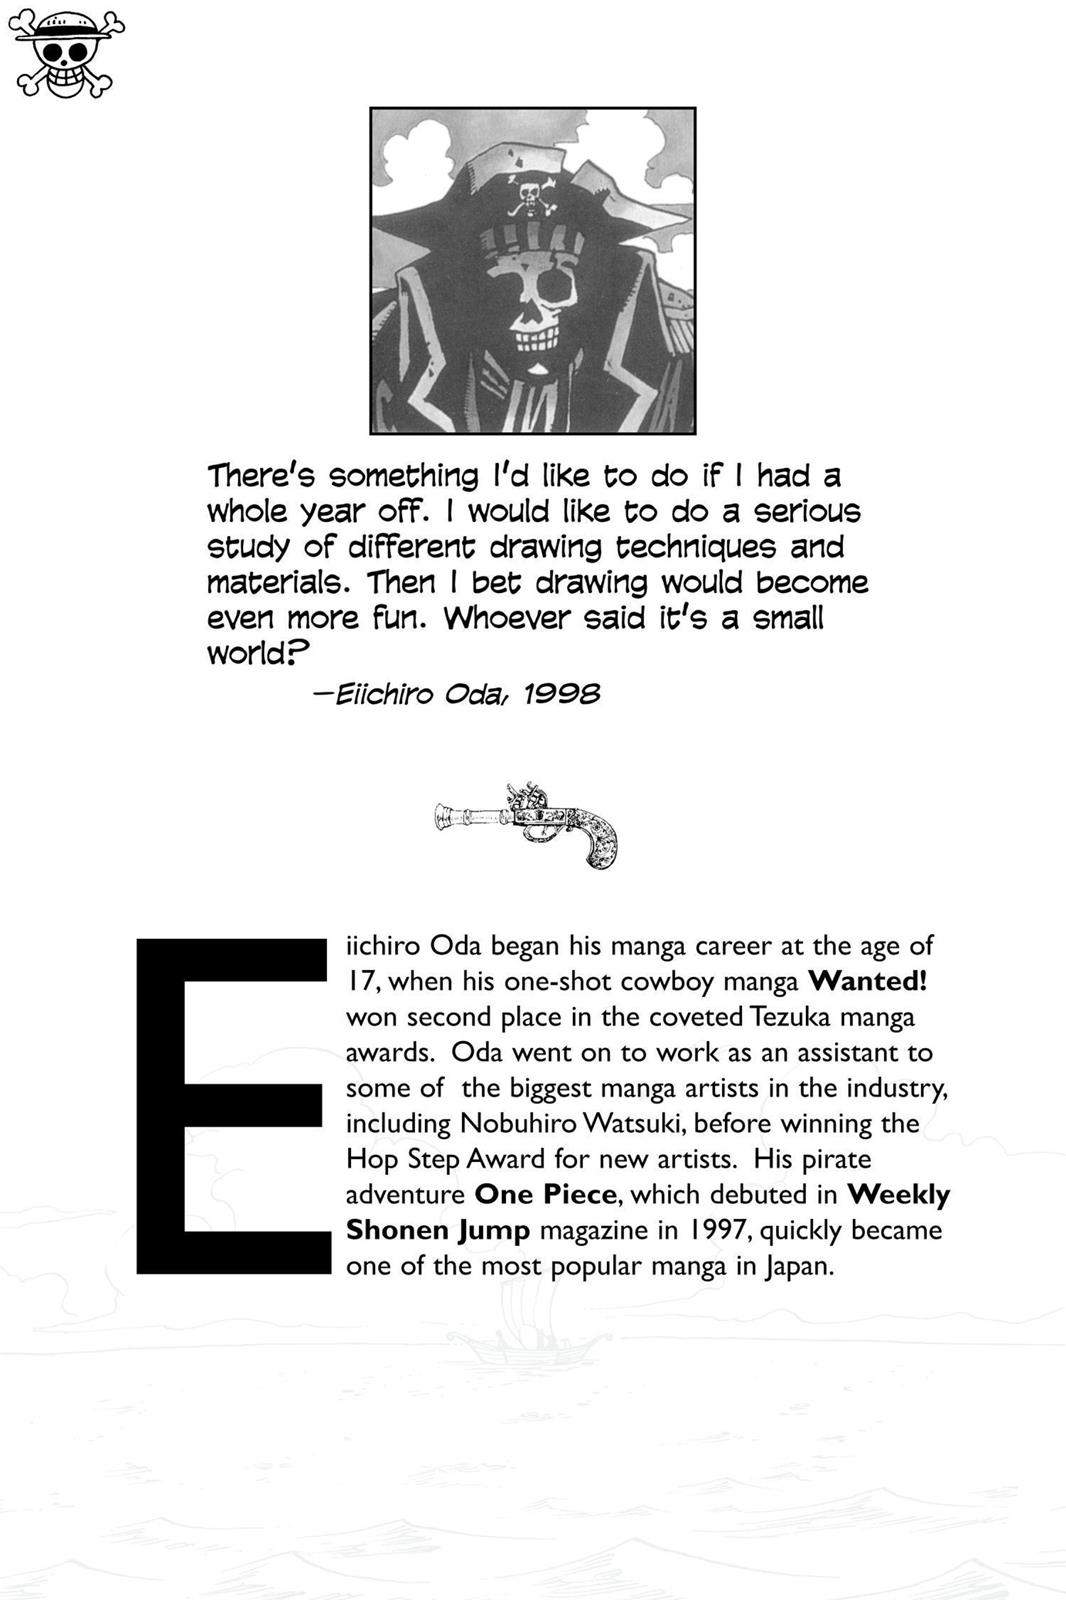 There's something I'd like to do if I had a
whole year off. I would like to do a serious
study of different drawing techniques and
materials. Then I bet drawing would become
even more fun. Whoever said it's a small
world?
—Eiichiro Oda, 1998
Eiichiro Oda began his manga career at the age of
17, when his one-shot cowboy manga Wanted!
won second place in the coveted Tezuka manga
awards. Oda went on to work as an assistant to
some of the biggest manga artists in the industry,
including Nobuhiro Watsuki, before winning the
Hop Step Award for new artists. His pirate
adventure One Piece, which debuted in Weekly
Shonen Jump magazine in 1997, quickly became
one of the most popular manga in Japan.